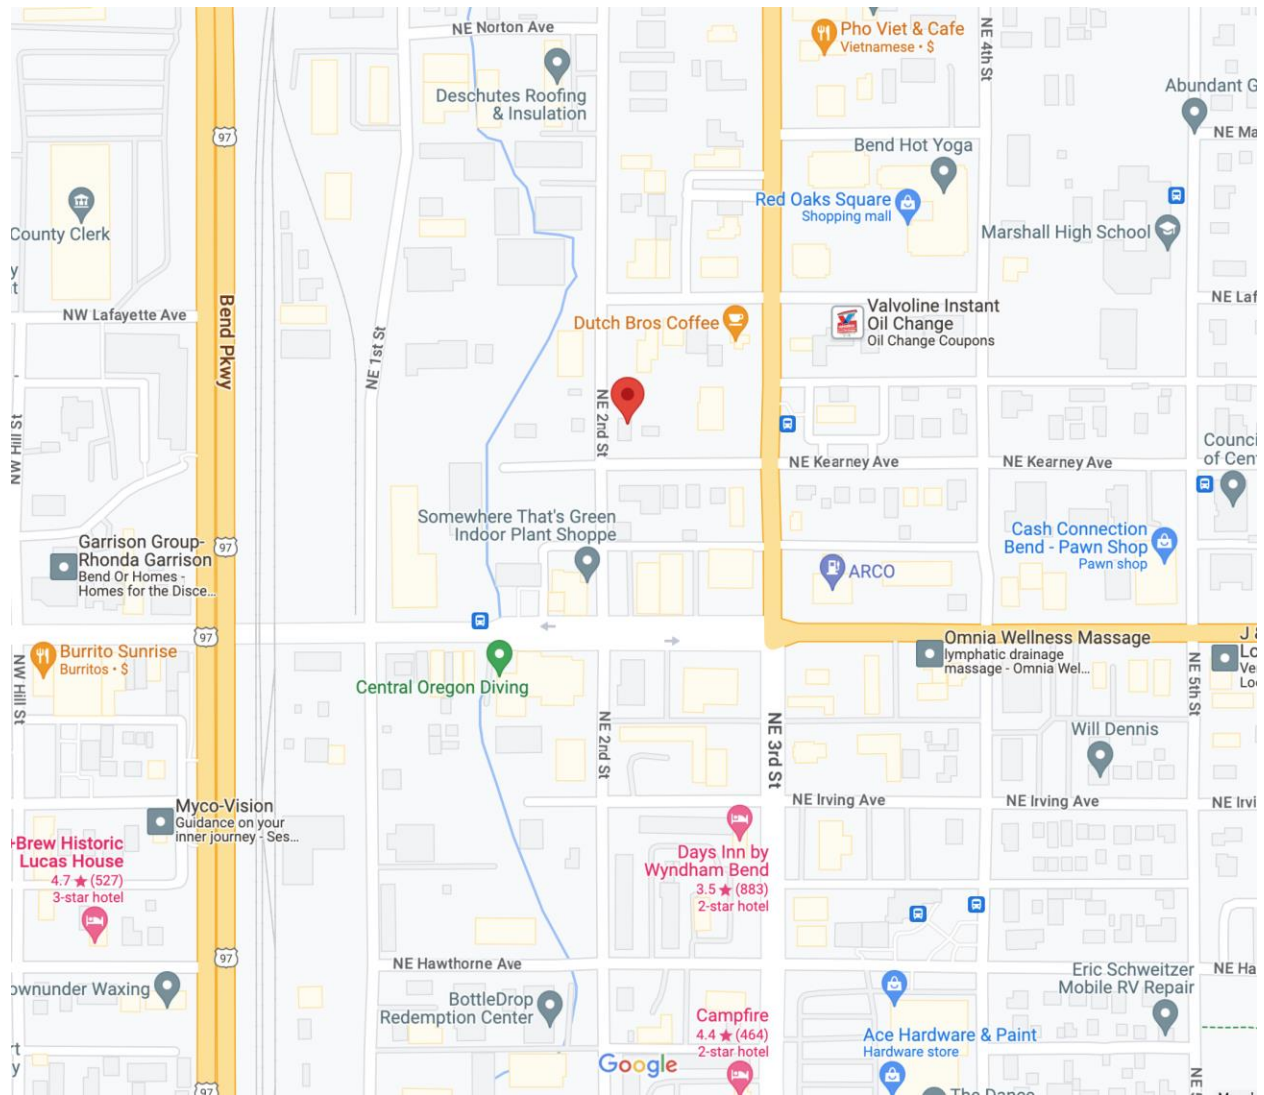 NE Norton Ave
Pho Viet & Cafe
Vietnamese • $
NE 4th St
Deschutes Roofing
& Insulation
Abundant G
97
NE Ma
Bend Hot Yoga
Red Oaks Square
Shopping mall
County Clerk
Marshall High School
y
t
NW Lafayette Ave
Bend Pkwy
NE 1st St
Dutch Bros Coffee
Valvoline Instant
Oil Change
Oil Change Coupons
NE Laf
NE 2nd St
NW Hill St
NE Kearney Ave
NE Kearney Ave
Counci
of Cen
Somewhere That's Green
Indoor Plant Shoppe
Cash Connection
Bend - Pawn Shop
Pawn shop
Garrison Group-
Rhonda Garrison
Bend Or Homes -
Homes for the Disce...
97
ARCO
97
Burrito Sunrise
Burritos • $
Central Oregon Diving
Omnia Wellness Massage
lymphatic drainage
massage - Omnia Wel...
J &
Lo
Ve
Lo
NW Hill St
NE 2nd St
NE 3rd St
NE 5th St
Will Dennis
Myco-Vision
Guidance on your
inner journey - Ses...
NE Irving Ave
NE Irving Ave
NE Irvi
-Brew Historic
Lucas House
4.7 ★ (527)
3-star hotel
Days Inn by
Wyndham Bend
3.5 ★ (883)
2-star hotel
97
NE Hawthorne Ave
NE Ha
ownunder Waxing
BottleDrop
Redemption Center
Eric Schweitzer
Mobile RV Repair
Campfire
4.4 ★ (464)
2-star hotel
Ace Hardware & Paint
Hardware store
rt
y
Google
97
The Dance
NE